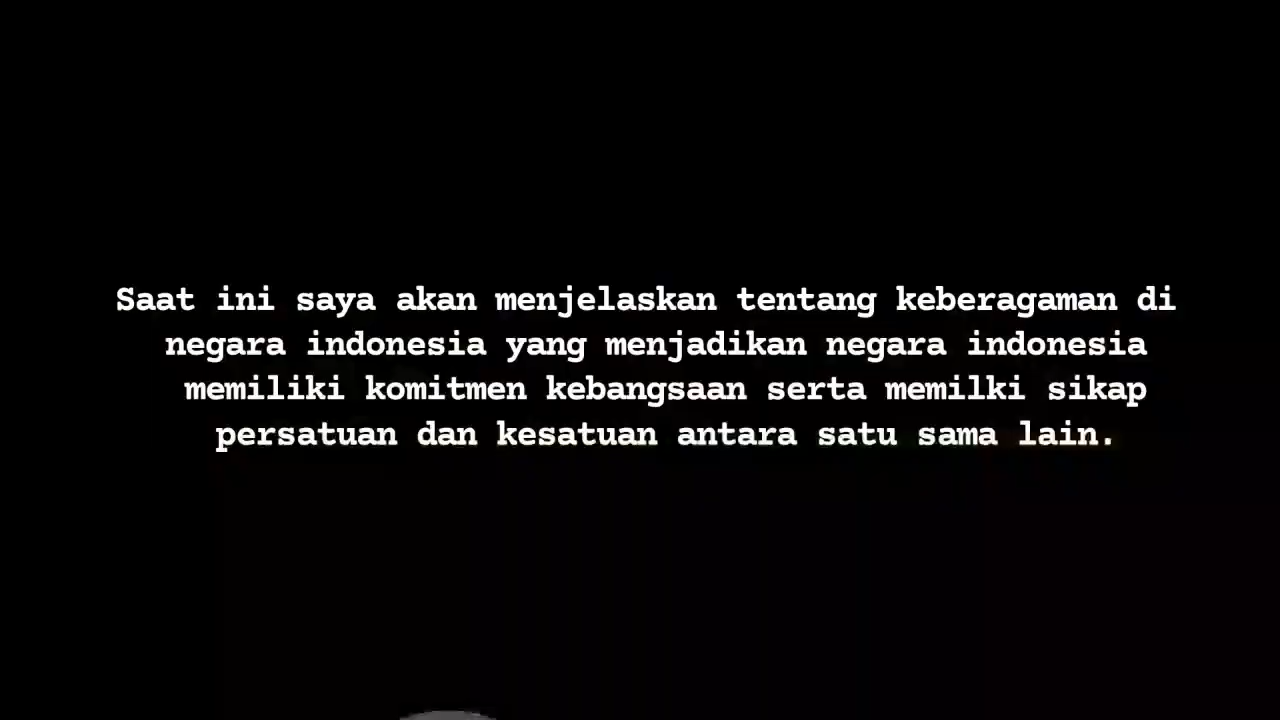 Saat ini saya akan menjelaskan tentang keberagaman di
negara indonesia yang menjadikan negara indonesia
memiliki komitmen kebangsaan serta memilki sikap
persatuan dan kesatuan antara satu sama lain.